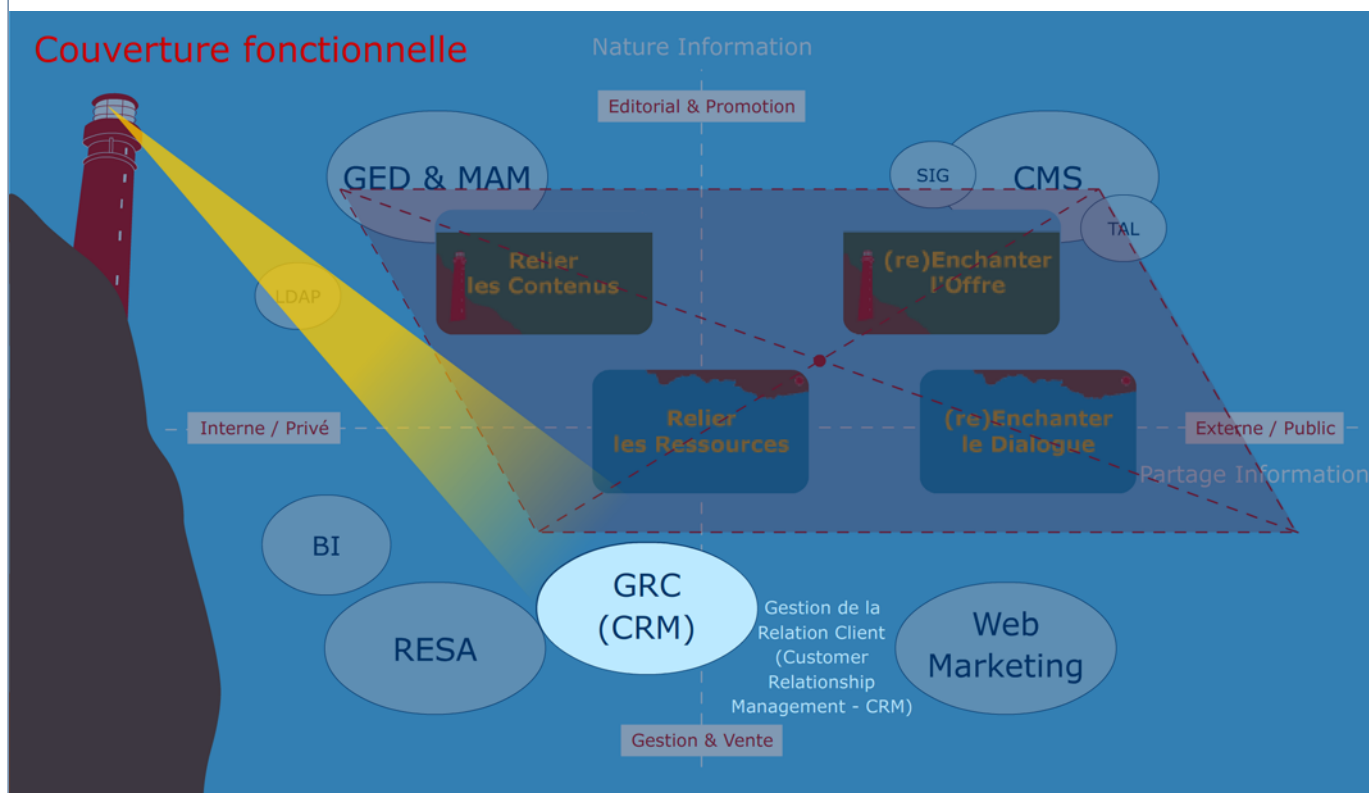 Couverture fonctionnelle
Nature Information
Editorial & Promotion
GED & MAM
SIG
CMS
TAL
LDAP
Relier
les Contenus
(re)Enchanter
l'Offre
Relier
les Ressources
(re)Enchanter
le Dialogue
Interne / Privé
Externe / Public
Partage Information
BI
RESA
GRC
(CRM)
Gestion de la
Relation Client
(Customer
Relationship
Management - CRM)
Web
Marketing
Gestion & Vente